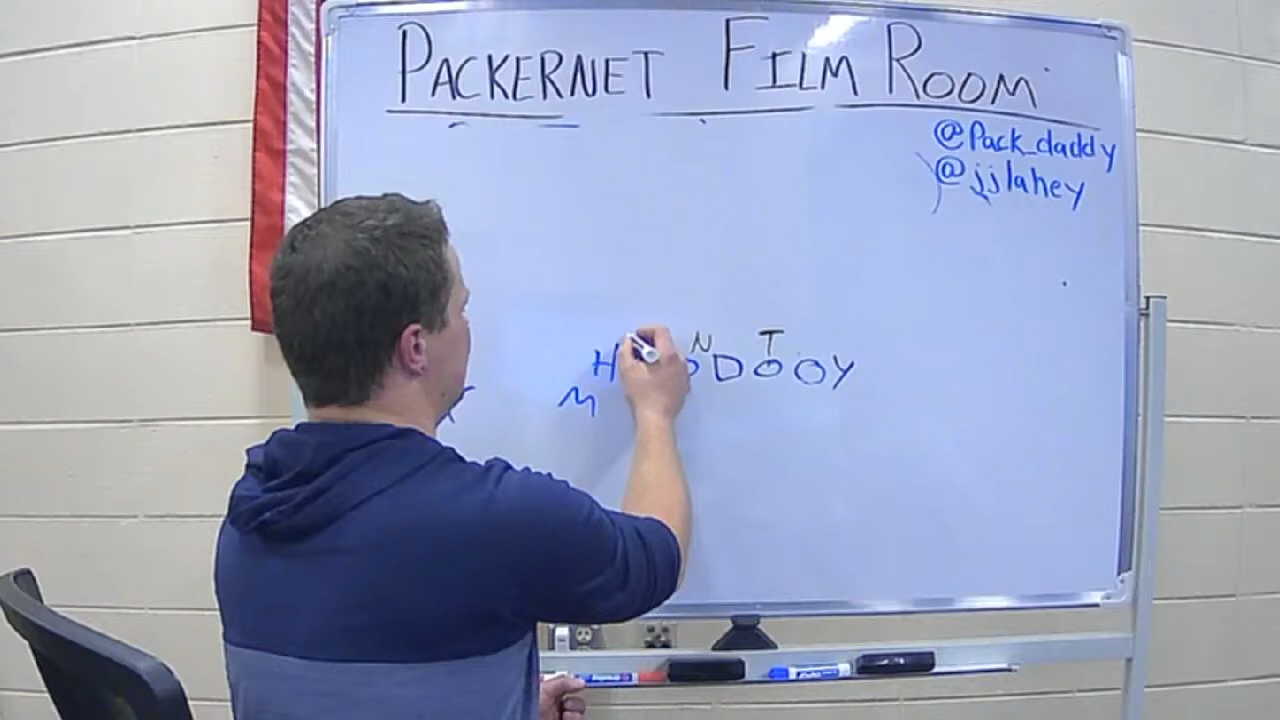 PACKERNET FILM ROOM
@Pack_daddy
@jjlahey
N T
H O D O O Y
M